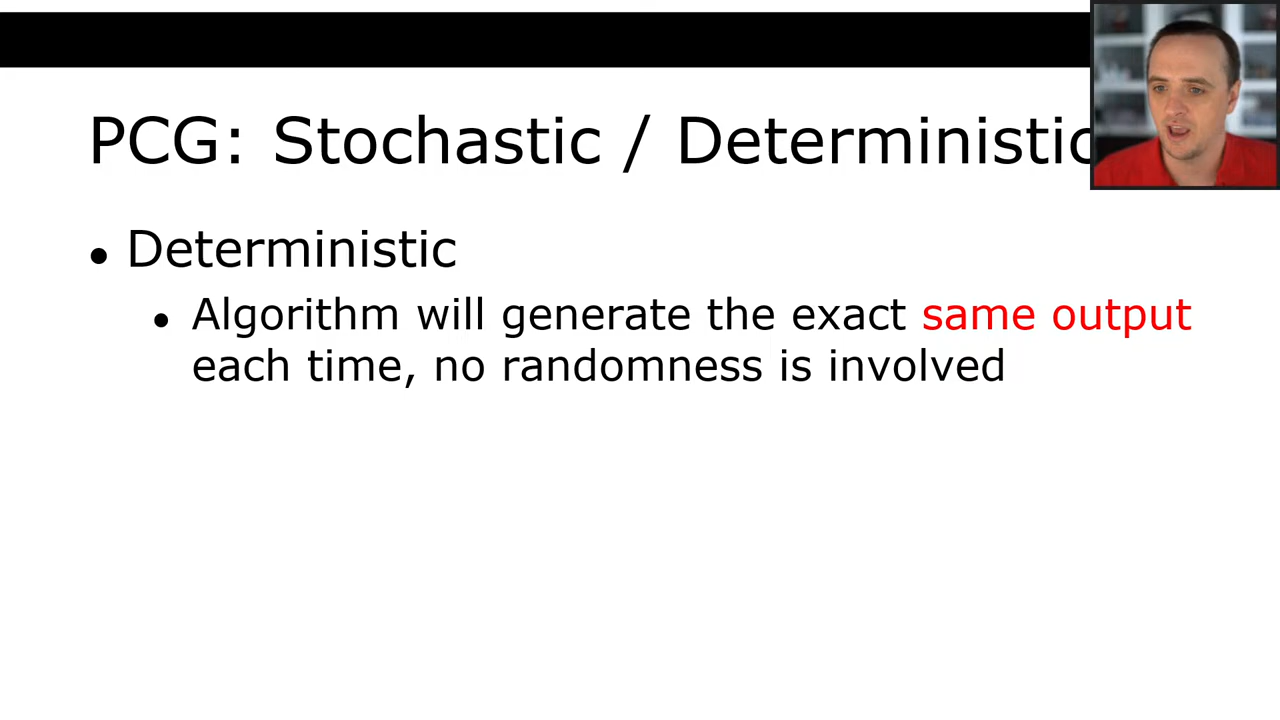 PCG: Stochastic / Deterministic
● Deterministic
● Algorithm will generate the exact same output
each time, no randomness is involved